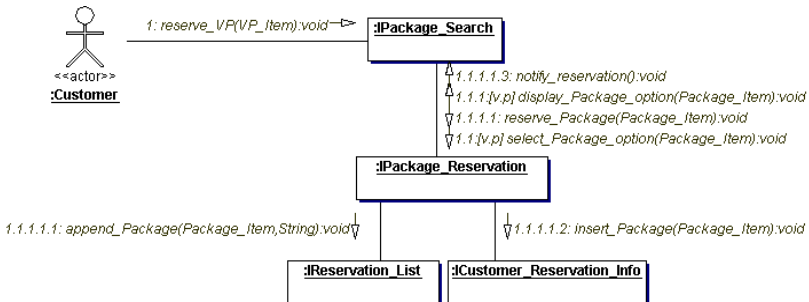 1: reserve_VP(VP_Item):void
:IPackage_Search
<<actor>>
:Customer
1.1.1.1.3: notify_reservation():void
1.1.1:[v.p] display_Package_option(Package_Item):void
1.1.1.1: reserve_Package(Package_Item):void
1.1:[v.p] select_Package_option(Package_Item):void
:IPackage_Reservation
1.1.1.1.1: append_Package(Package_Item,String):void
1.1.1.1.2: insert_Package(Package_Item):void
:IReservation_List
:ICustomer_Reservation_Info